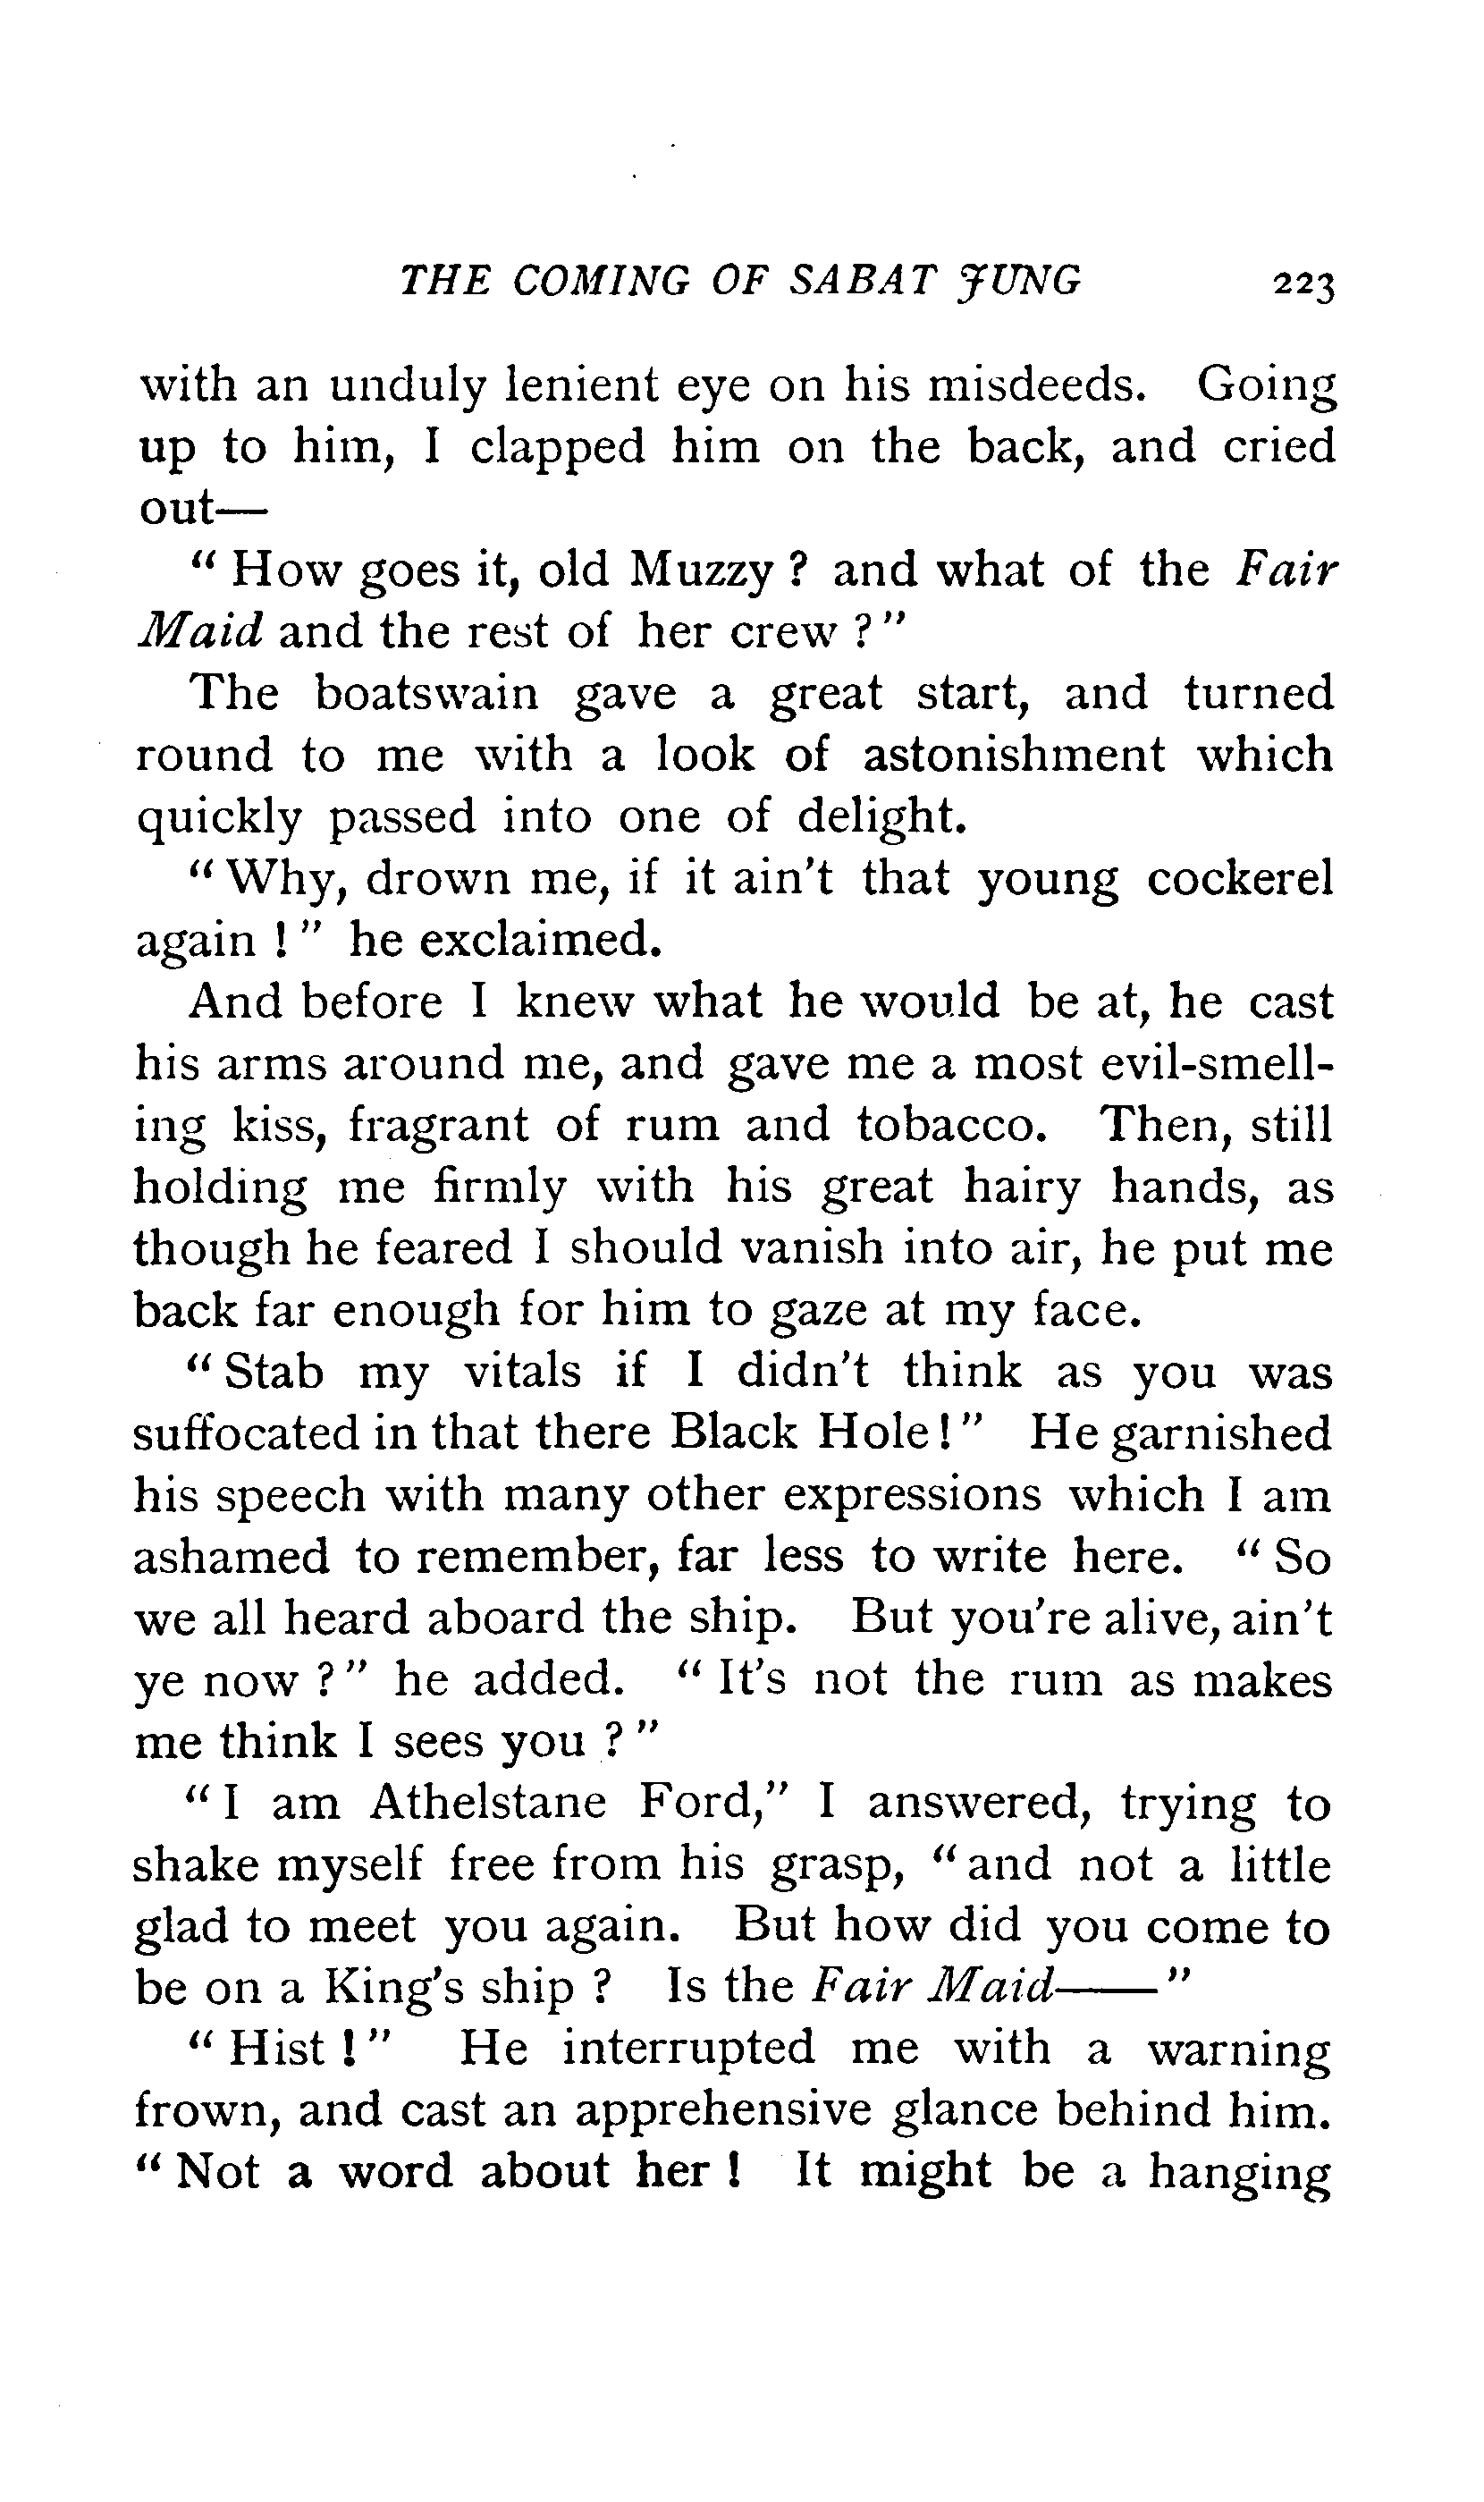 THE COMING OF SABAT JUNG 223
with an unduly lenient eye on his misdeeds. Going
up to him, I clapped him on the back, and cried
out—
" How goes it, old Muzzy ? and what of the Fair
Maid and the rest of her crew ? "
The boatswain gave a great start, and turned
round to me with a look of astonishment which
quickly passed into one of delight.
" Why, drown me, if it ain't that young cockerel
again ! " he exclaimed.
And before I knew what he would be at, he cast
his arms around me, and gave me a most evil-smell-
ing kiss, fragrant of rum and tobacco. Then, still
holding me firmly with his great hairy hands, as
though he feared I should vanish into air, he put me
back far enough for him to gaze at my face.
" Stab my vitals if I didn't think as you was
suffocated in that there Black Hole ! " He garnished
his speech with many other expressions which I am
ashamed to remember, far less to write here. " So
we all heard aboard the ship. But you're alive, ain't
ye now ? " he added. " It's not the rum as makes
me think I sees you ? "
" I am Athelstane Ford," I answered, trying to
shake myself free from his grasp, " and not a little
glad to meet you again. But how did you come to
be on a King's ship ? Is the Fair Maid—— "
" Hist ! " He interrupted me with a warning
frown, and cast an apprehensive glance behind him.
" Not a word about her ! It might be a hanging